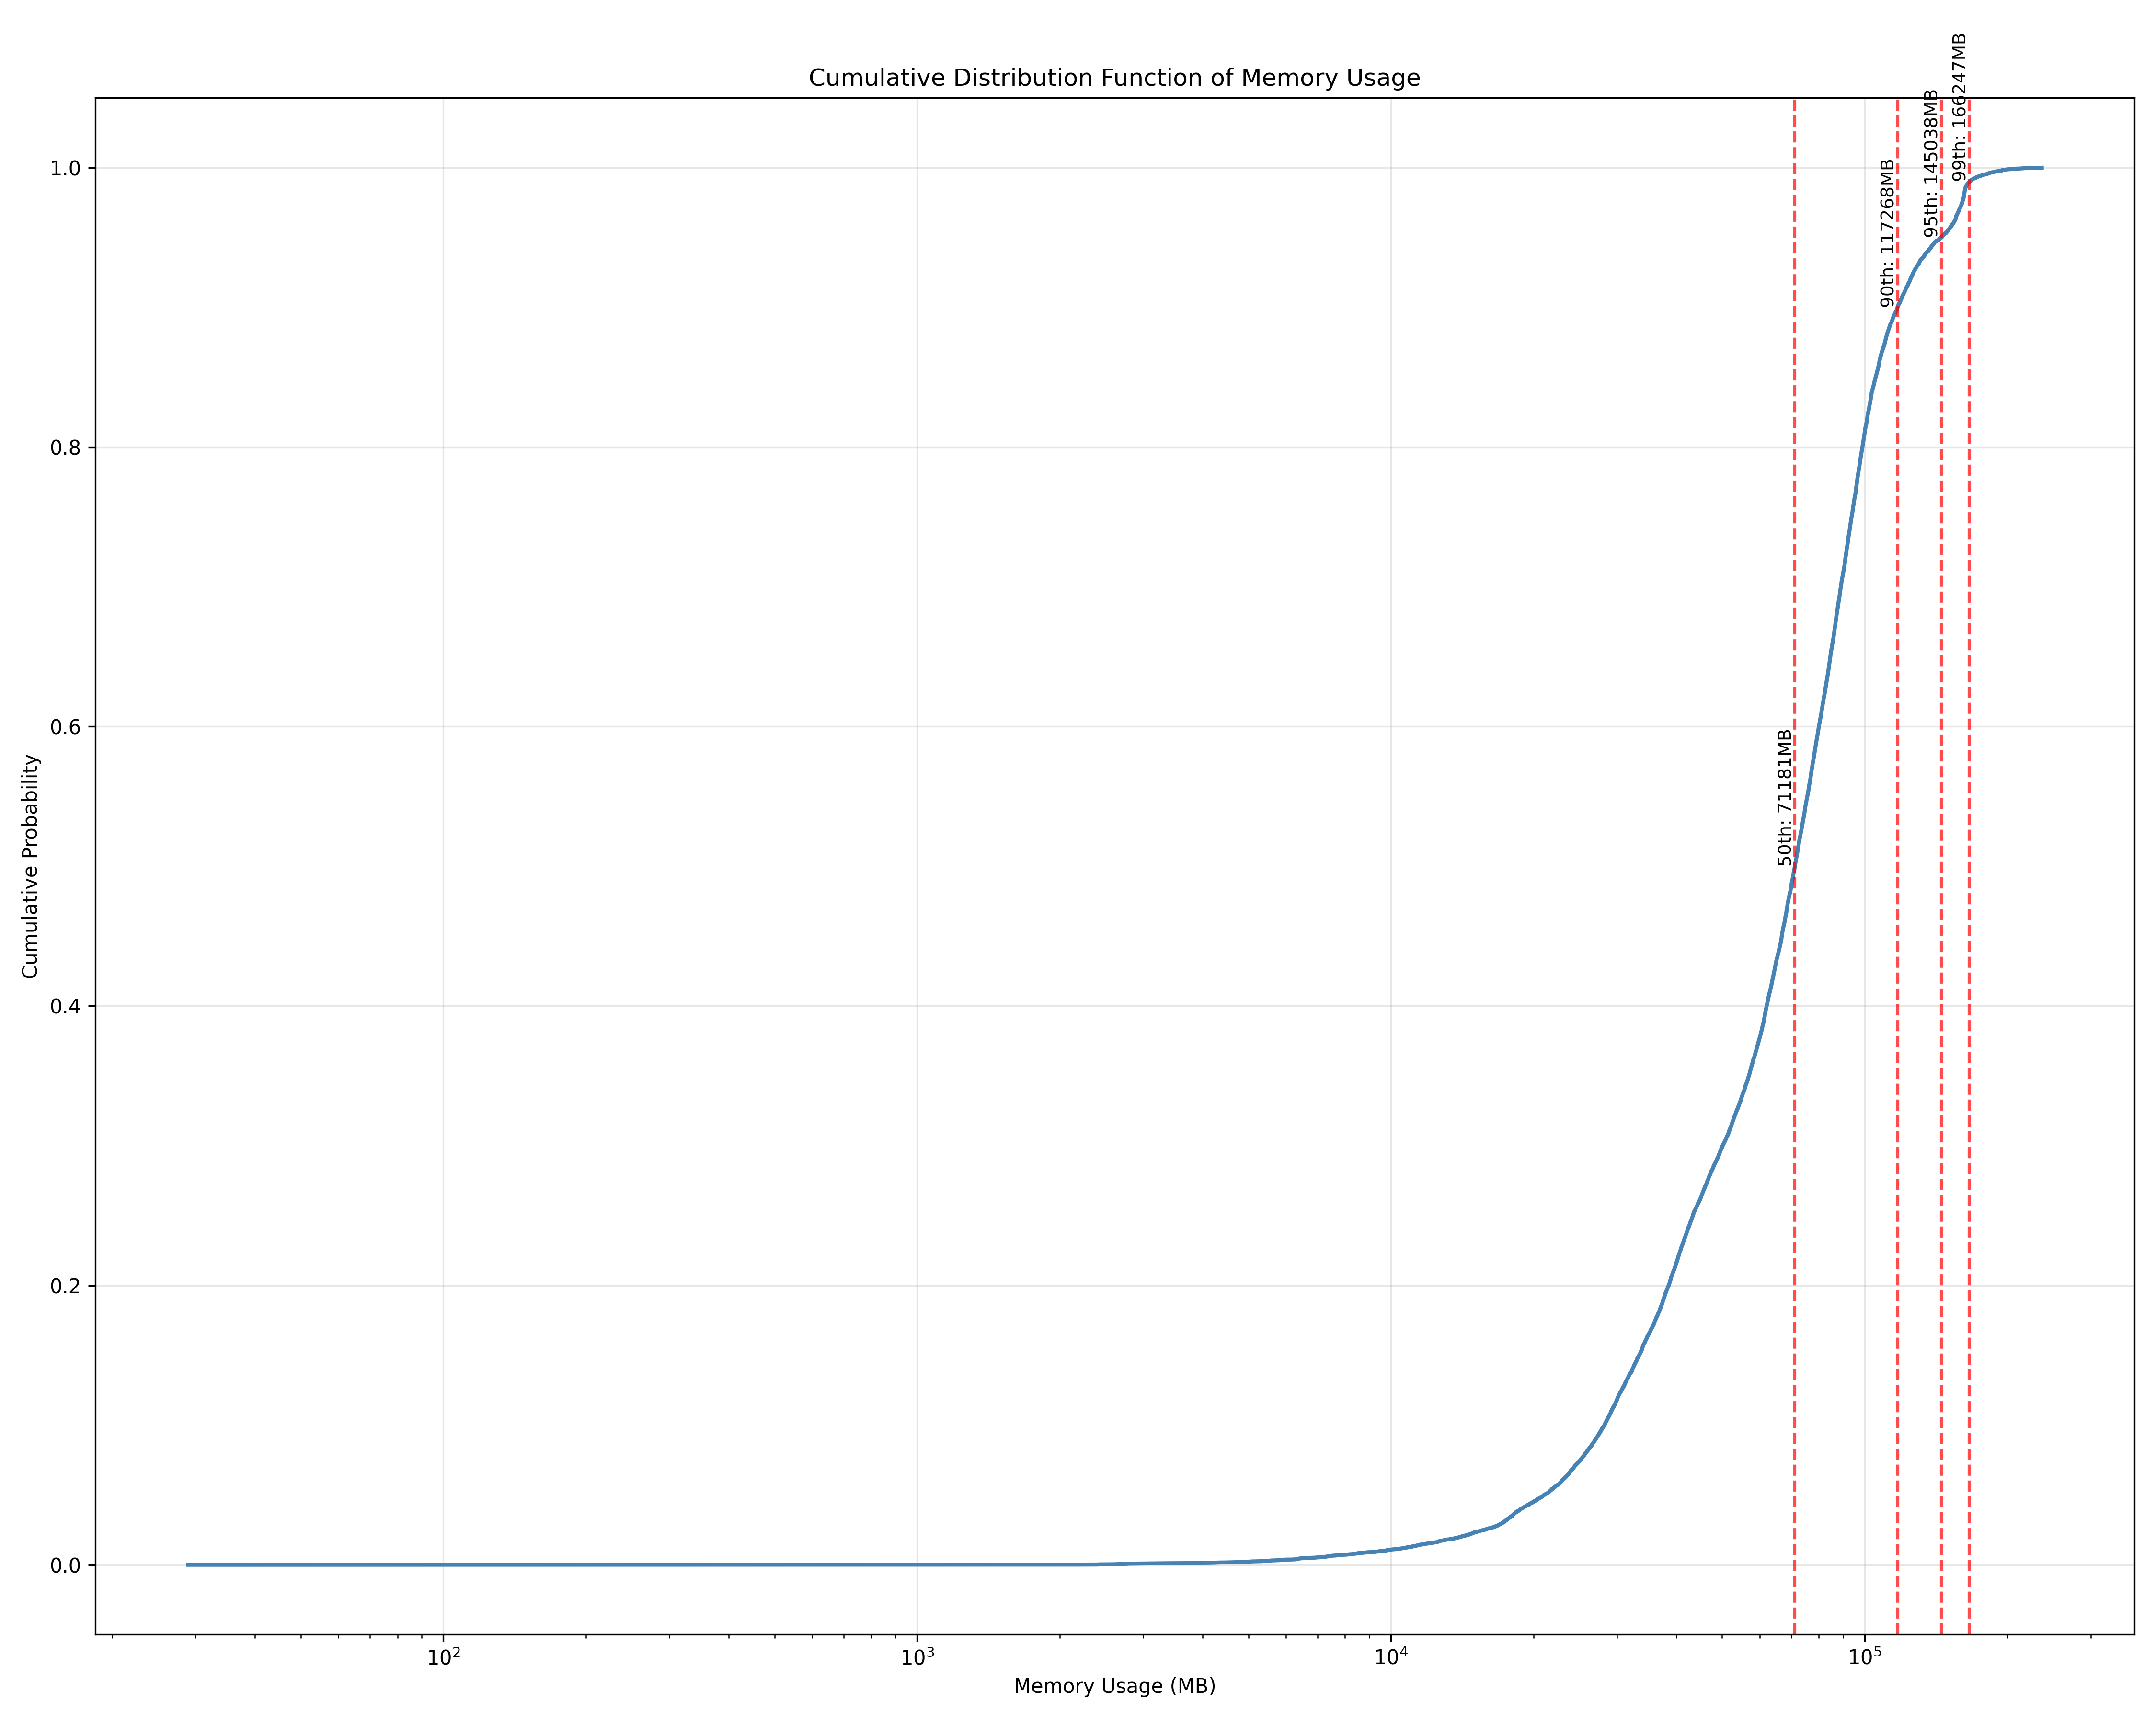 Cumulative Distribution Function of Memory Usage
99th: 166247MB
95th: 145038MB
90th: 117268MB
50th: 71181MB
1.0
0.8
0.6
0.4
0.2
0.0
Cumulative Probability
10²
10³
10⁴
10⁵
Memory Usage (MB)